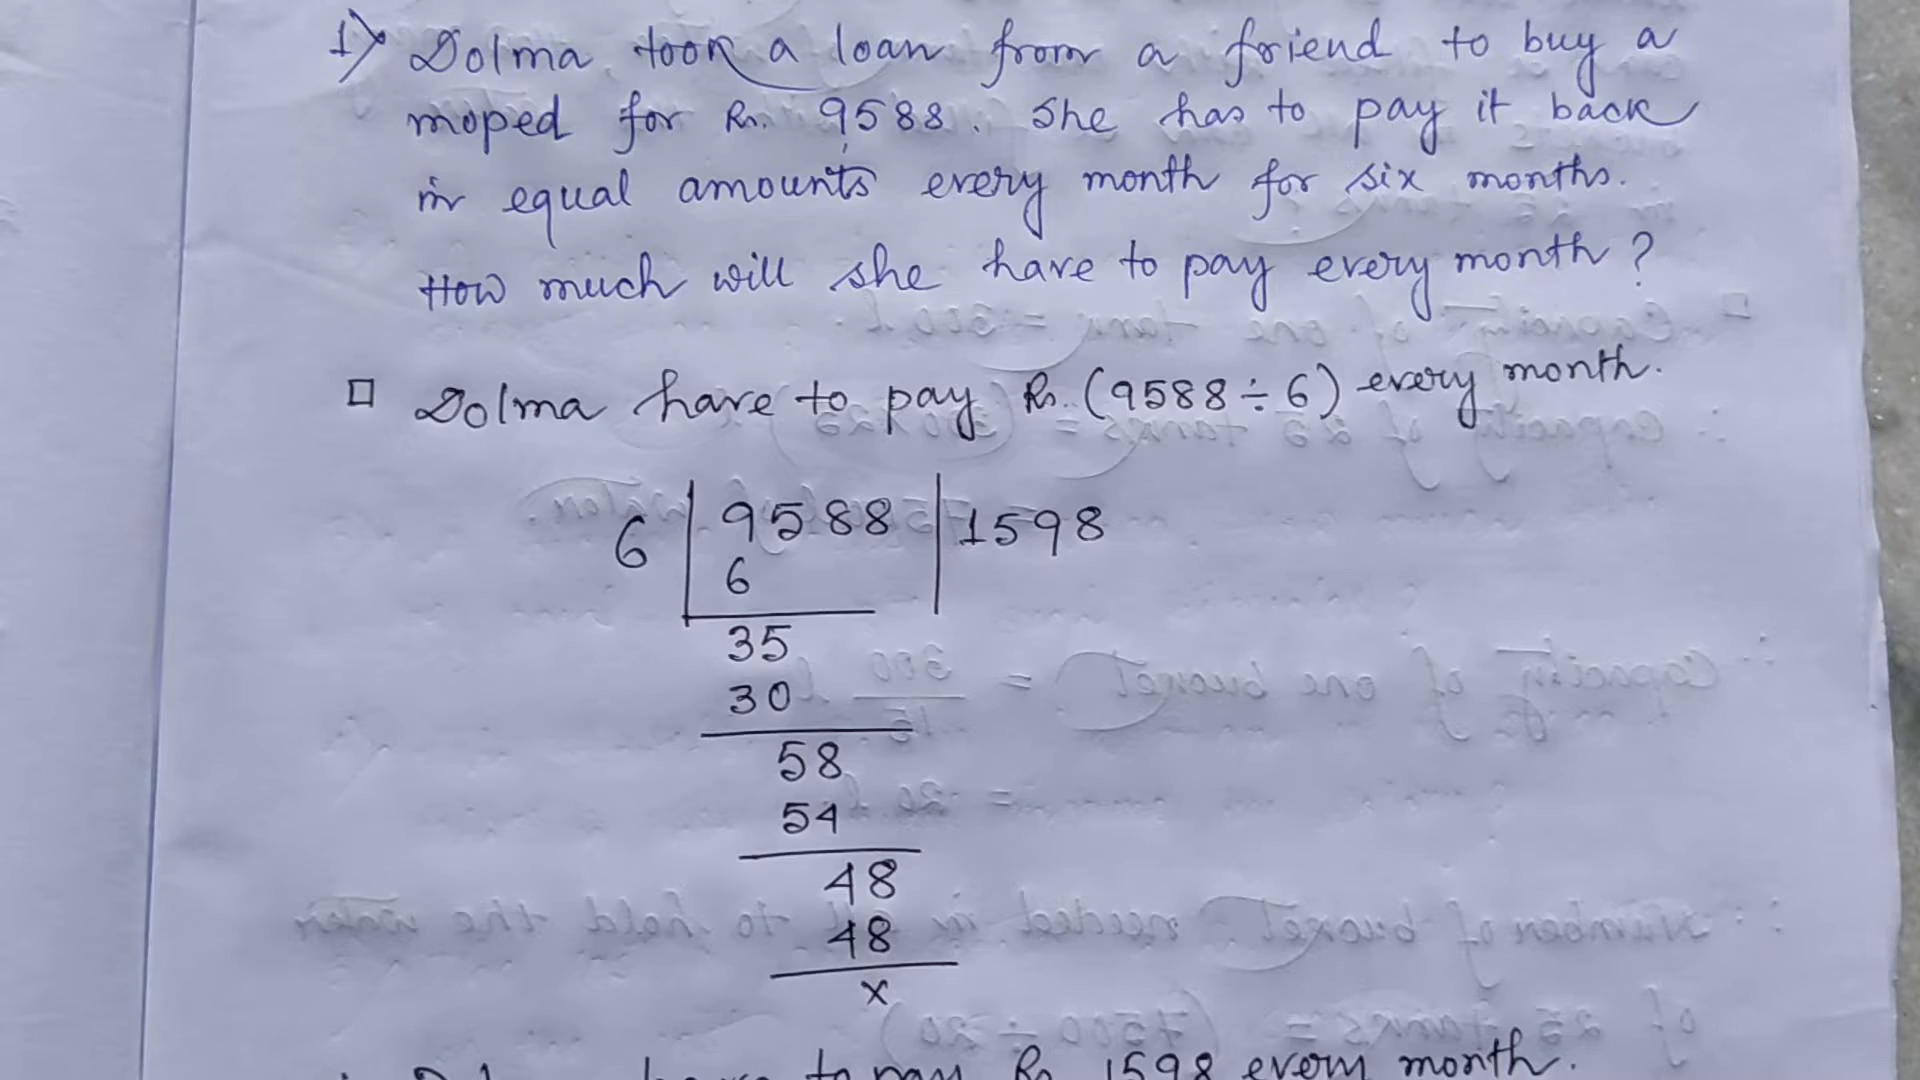 1) Dolma took a loan from a friend to buy a
moped for Rs. 9588. She has to pay it back
in equal amounts every month for six months.
How much will she have to pay every month?
□ Dolma have to pay Rs. (9588 ÷ 6) every month.
6 | 9588 | 1598
6
35
30
58
54
48
48
x
have to pay Rs 1598 every month.